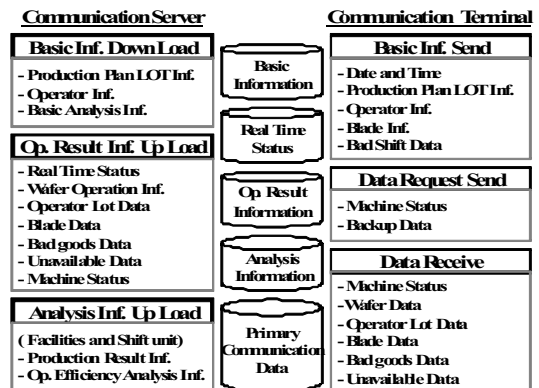 Communication Server
Basic Inf. Down Load
- Production Plan LOT Inf.
- Operator Inf.
- Basic Analysis Inf.
Op. Result Inf. Up Load
- Real Time Status
- Wafer Operation Inf.
- Operator Lot Data
- Blade Data
- Bad goods Data
- Unavailable Data
- Machine Status
Analysis Inf. Up Load
( Facilities and Shift unit)
- Production Result Inf.
- Op. Efficiency Analysis Inf.
Basic
Information
Real Time
Status
Op. Result
Information
Analysis
Information
Primary
Communication
Data
Communication Terminal
Basic Inf. Send
- Date and Time
- Production Plan LOT Inf.
- Operator Inf.
- Blade Inf.
- Bad Shift Data
Data Request Send
- Machine Status
- Backup Data
Data Receive
- Machine Status
- Wafer Data
- Operator Lot Data
- Blade Data
- Bad goods Data
- Unavailable Data